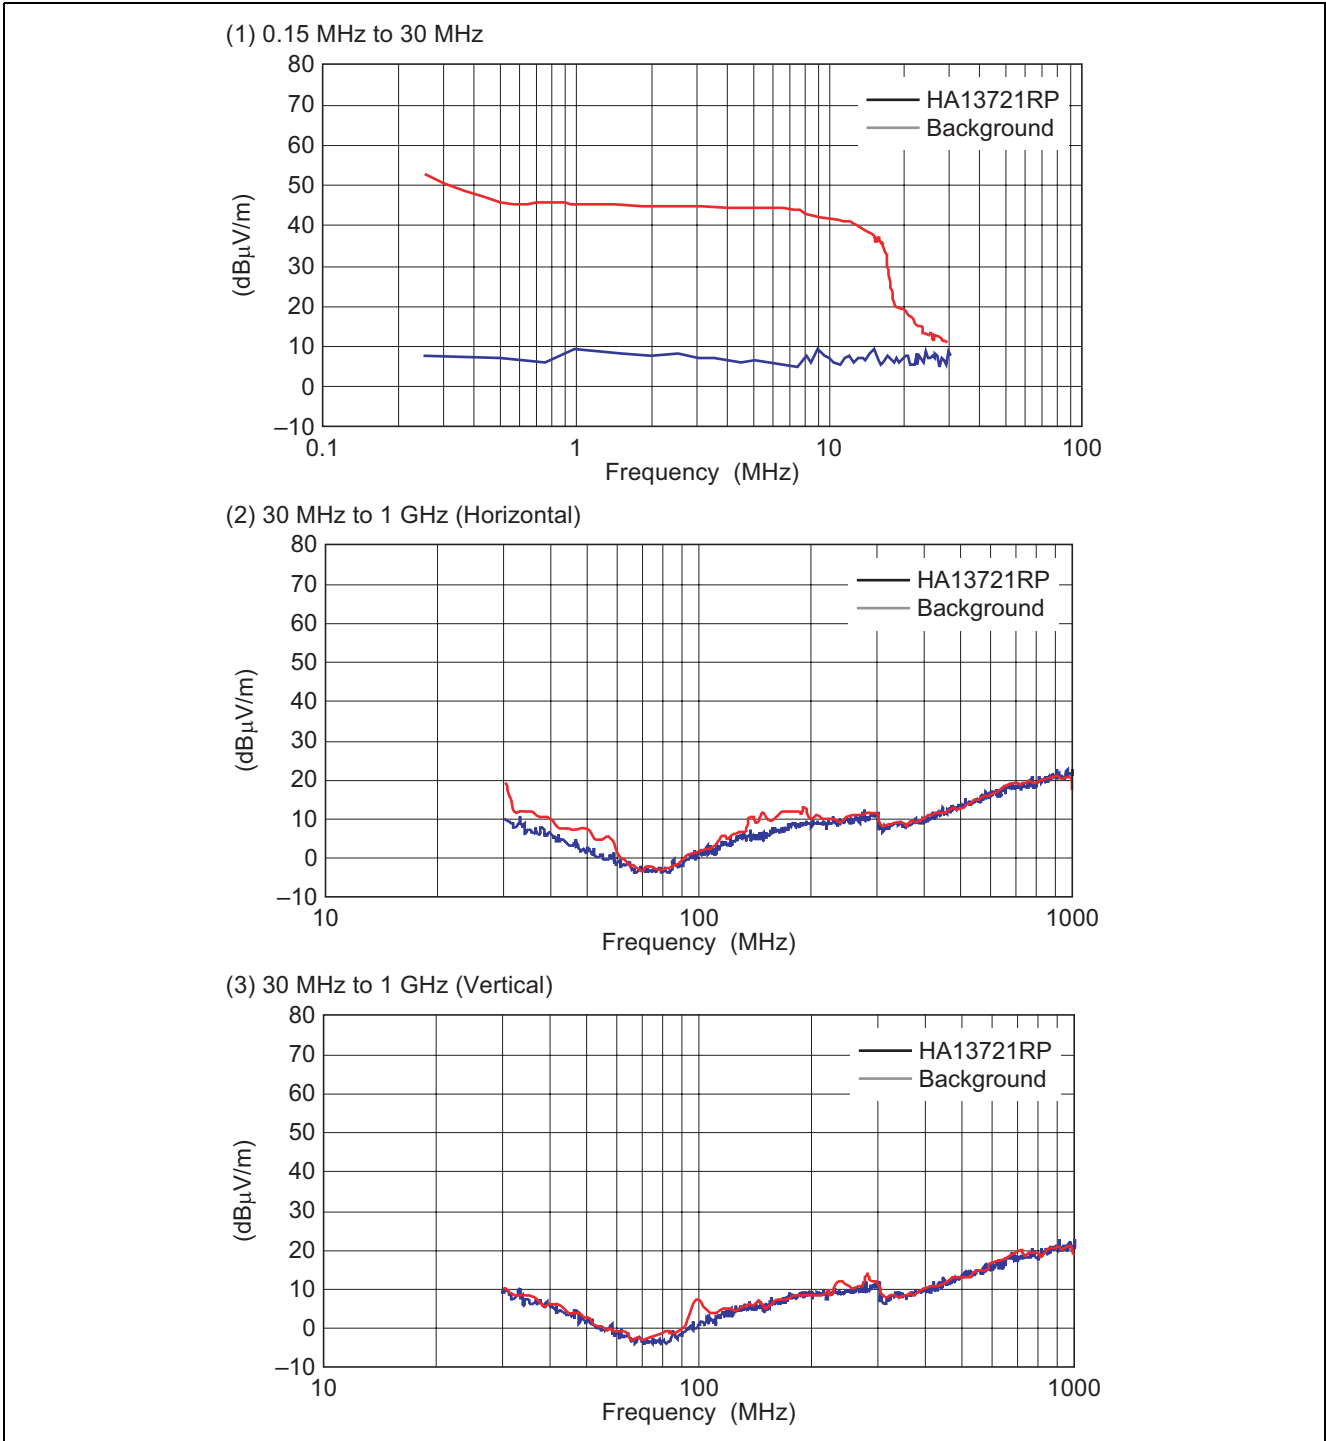 (1) 0.15 MHz to 30 MHz
80
70
60
50
40
30
20
10
0
–10
(dBμV/m)
HA13721RP
Background
0.1
1
10
100
Frequency (MHz)
(2) 30 MHz to 1 GHz (Horizontal)
80
70
60
50
40
30
20
10
0
–10
(dBμV/m)
HA13721RP
Background
10
100
1000
Frequency (MHz)
(3) 30 MHz to 1 GHz (Vertical)
80
70
60
50
40
30
20
10
0
–10
(dBμV/m)
HA13721RP
Background
10
100
1000
Frequency (MHz)